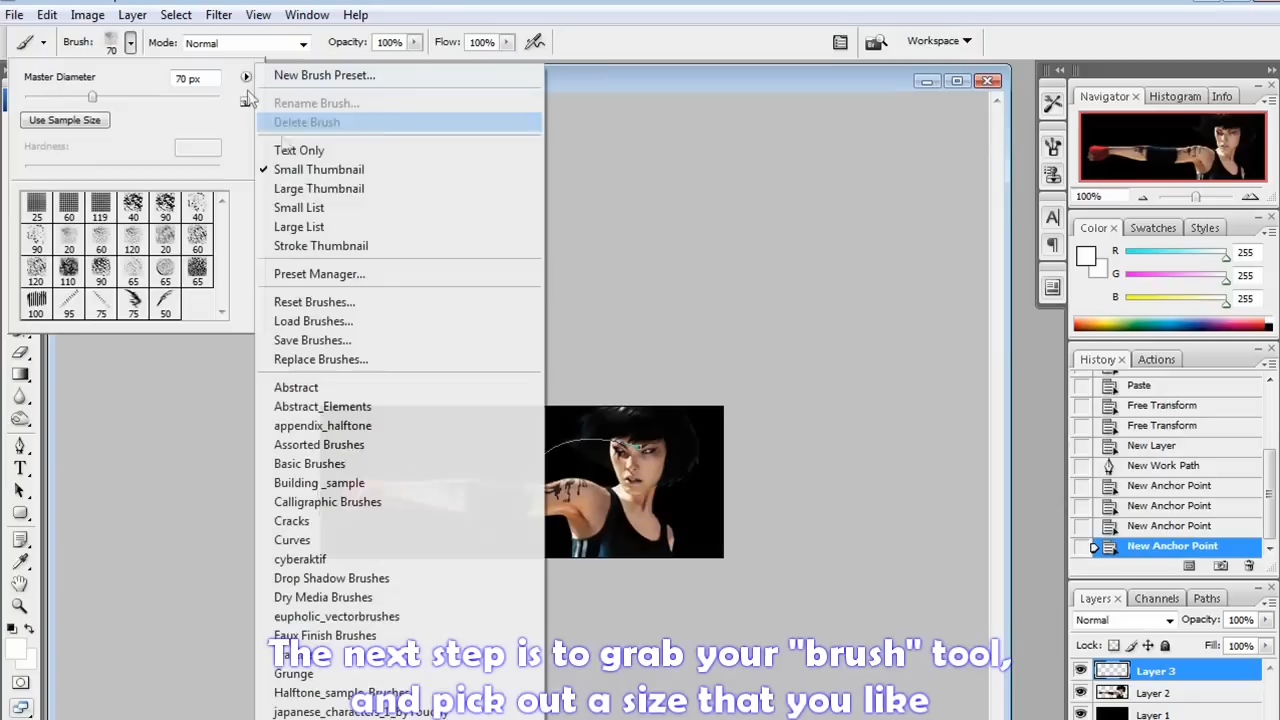 File Edit Image Layer Select Filter View Window Help
Brush: 70 Mode: Normal Opacity: 100% Flow: 100% Workspace
Master Diameter 70 px
Use Sample Size
Hardness:
25 60 119 40 90 40
90 20 60 120 20 60
120 110 90 65 65 65
100 95 75 75 50
New Brush Preset...
Rename Brush...
Delete Brush
Text Only
Small Thumbnail
Large Thumbnail
Small List
Large List
Stroke Thumbnail
Preset Manager...
Reset Brushes...
Load Brushes...
Save Brushes...
Replace Brushes...
Abstract
Abstract_Elements
appendix_halftone
Assorted Brushes
Basic Brushes
Building _sample
Calligraphic Brushes
Cracks
Curves
cyberaktif
Drop Shadow Brushes
Dry Media Brushes
eupholic_vectorbrushes
Faux Finish Brushes
Grunge
Halftone_sample_Brushes
Navigator Histogram Info
100%
Color Swatches Styles
R 255
G 255
B 255
History Actions
Paste
Free Transform
Free Transform
New Layer
New Work Path
New Anchor Point
New Anchor Point
New Anchor Point
New Anchor Point
Layers Channels Paths
Normal Opacity: 100%
Lock: Fill: 100%
Layer 3
Layer 2
Layer 1
The next step is to grab your "brush" tool,
and pick out a size that you like